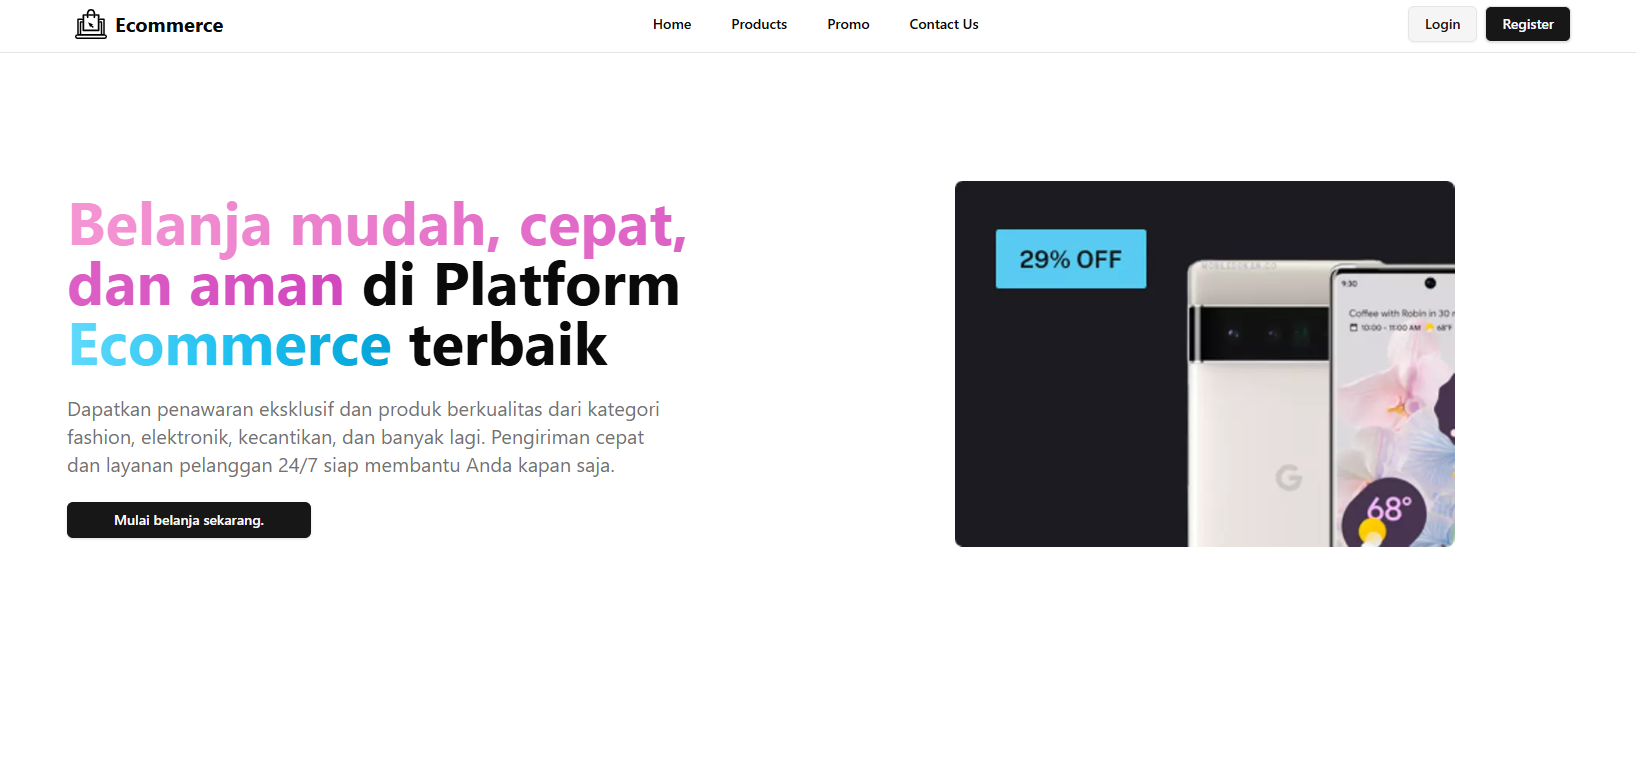 Ecommerce
Home
Products
Promo
Contact Us
Login
Register
Belanja mudah, cepat,
dan aman di Platform
Ecommerce terbaik
Dapatkan penawaran eksklusif dan produk berkualitas dari kategori
fashion, elektronik, kecantikan, dan banyak lagi. Pengiriman cepat
dan layanan pelanggan 24/7 siap membantu Anda kapan saja.
Mulai belanja sekarang.
29% OFF
9:30
Coffee with Robin in 30
10:00 - 11:00 AM 68°F
G
68°